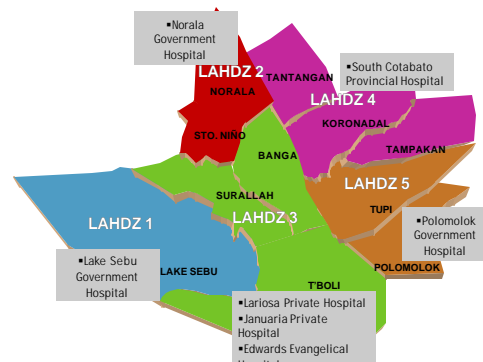 ▪Norala
Government
Hospital
LAHDZ 2
NORALA
STO. NIÑO
TANTANGAN
▪South Cotabato
Provincial Hospital
LAHDZ 4
KORONADAL
TAMPAKAN
BANGA
SURALLAH
LAHDZ 3
LAHDZ 5
TUPI
▪Polomolok
Government
Hospital
POLOMOLOK
LAHDZ 1
▪Lake Sebu
Government
Hospital
LAKE SEBU
T'BOLI
▪Lariosa Private Hospital
▪Januaria Private
Hospital
▪Edwards Evangelical